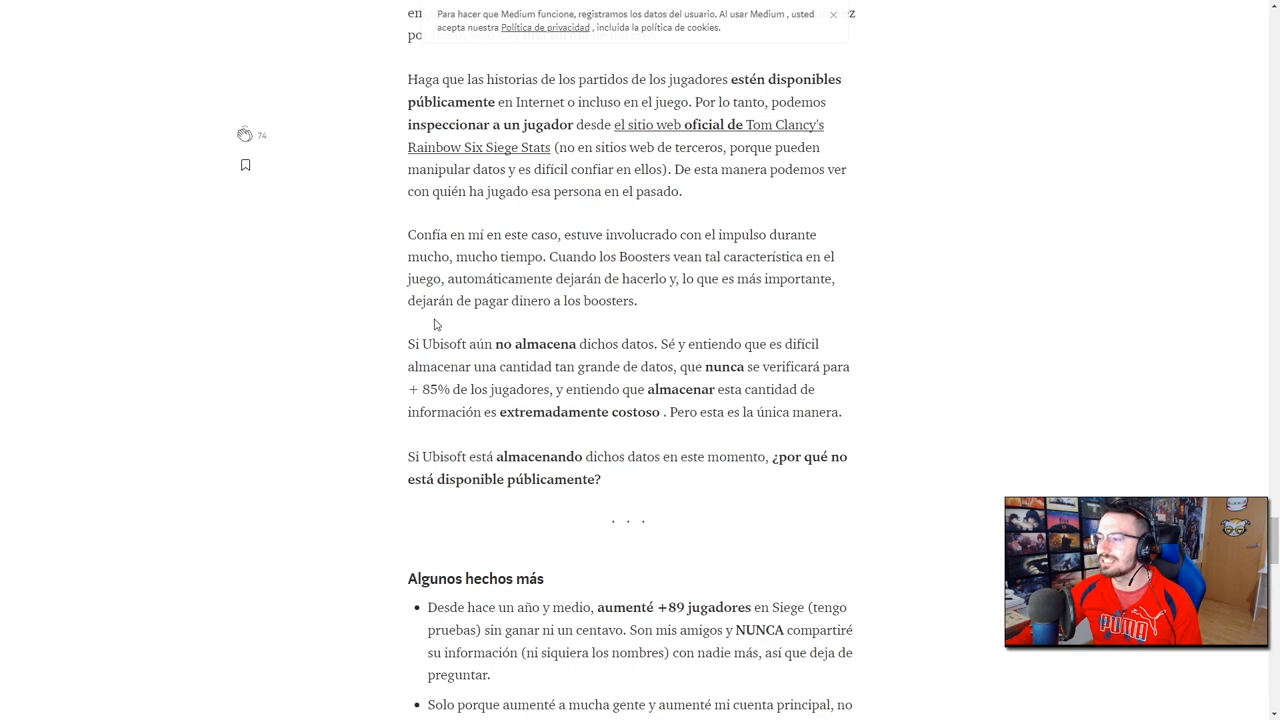 en
Para hacer que Medium funcione, registramos los datos del usuario. Al usar Medium , usted
acepta nuestra Política de privacidad , incluida la política de cookies.
Haga que las historias de los partidos de los jugadores estén disponibles
públicamente en Internet o incluso en el juego. Por lo tanto, podemos
inspeccionar a un jugador desde el sitio web oficial de Tom Clancy's
Rainbow Six Siege Stats (no en sitios web de terceros, porque pueden
manipular datos y es difícil confiar en ellos). De esta manera podemos ver
con quién ha jugado esa persona en el pasado.
74
Confía en mí en este caso, estuve involucrado con el impulso durante
mucho, mucho tiempo. Cuando los Boosters vean tal característica en el
juego, automáticamente dejarán de hacerlo y, lo que es más importante,
dejarán de pagar dinero a los boosters.
Si Ubisoft aún no almacena dichos datos. Sé y entiendo que es difícil
almacenar una cantidad tan grande de datos, que nunca se verificará para
+ 85% de los jugadores, y entiendo que almacenar esta cantidad de
información es extremadamente costoso . Pero esta es la única manera.
Si Ubisoft está almacenando dichos datos en este momento, ¿por qué no
está disponible públicamente?
. . .
Algunos hechos más
• Desde hace un año y medio, aumenté +89 jugadores en Siege (tengo
pruebas) sin ganar ni un centavo. Son mis amigos y NUNCA compartiré
su información (ni siquiera los nombres) con nadie más, así que deja de
preguntar.
• Solo porque aumenté a mucha gente y aumenté mi cuenta principal, no
PUMA